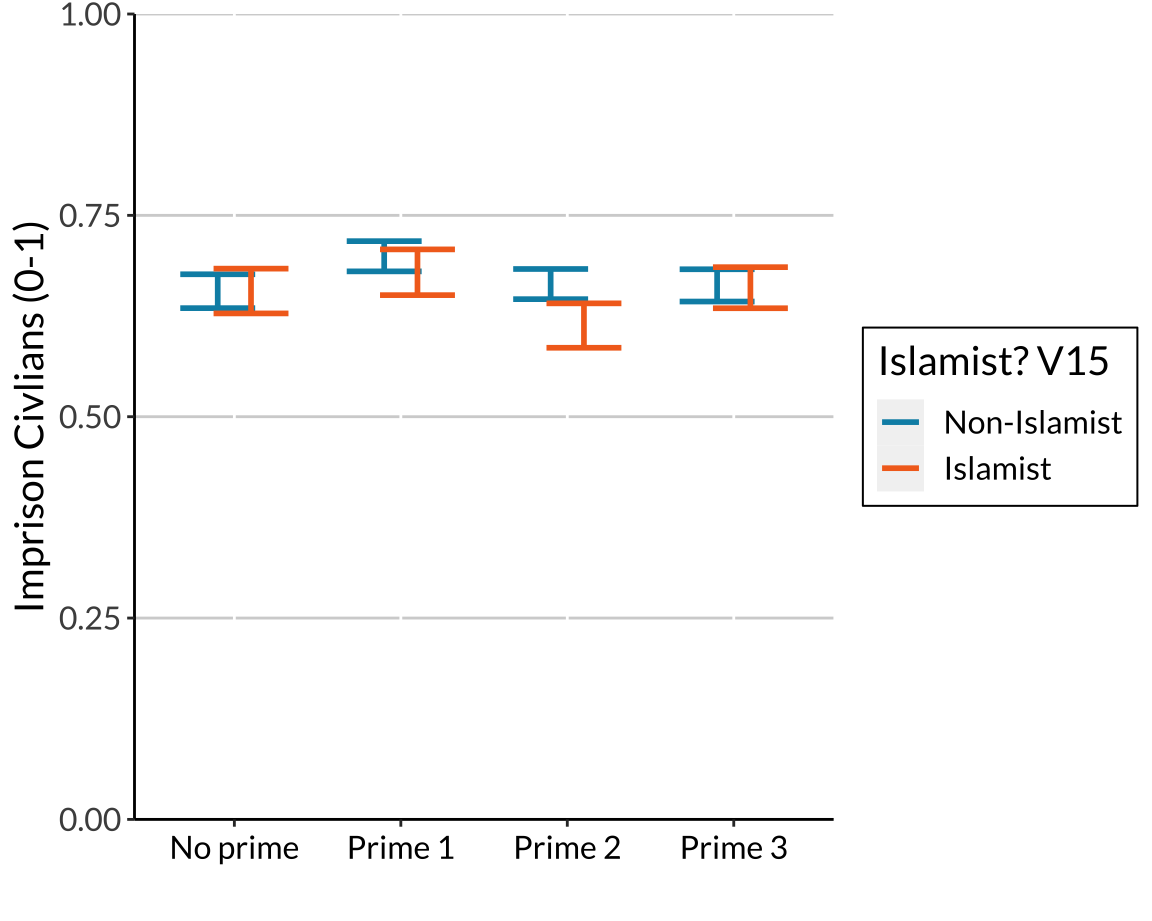 1.00
0.75
0.50
0.25
0.00
Imprison Civlians (0-1)
No prime
Prime 1
Prime 2
Prime 3
Islamist? V15
Non-Islamist
Islamist